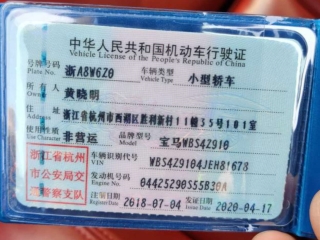 中华人民共和国机动车行驶证
Vehicle License of the People's Republic of China
号牌号码 浙A8W620 车辆类型 小型轿车
Plate No. Vehicle Type
所有人 黄晓明
Owner
住址 浙江省杭州市西湖区胜利新村11幢35号101室
Address
使用性质 非营运 品牌型号 宝马WBS4Z910
Use Character Model
浙江省杭州 车辆识别代号 WBS4Z9104JEH81678
VIN
市公安局交 发动机号码 04425290S55B30A
Engine No.
警察支队 注册日期 2018-07-04 发证日期 2020-04-17
Register Date Issue Date